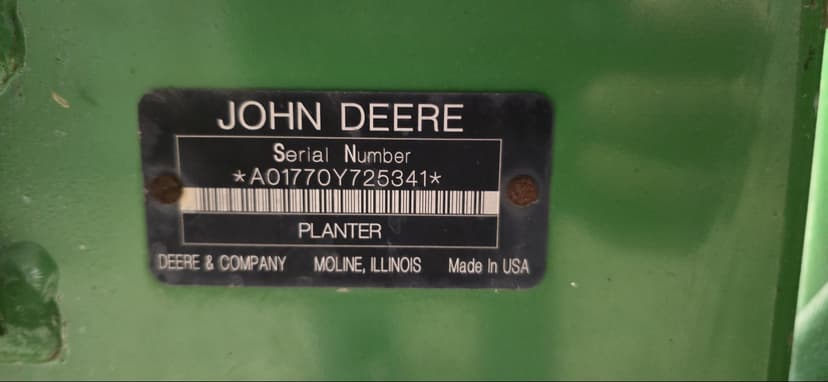 JOHN DEERE
Serial Number
*A01770Y725341*
PLANTER
DEERE & COMPANY MOLINE, ILLINOIS Made In USA